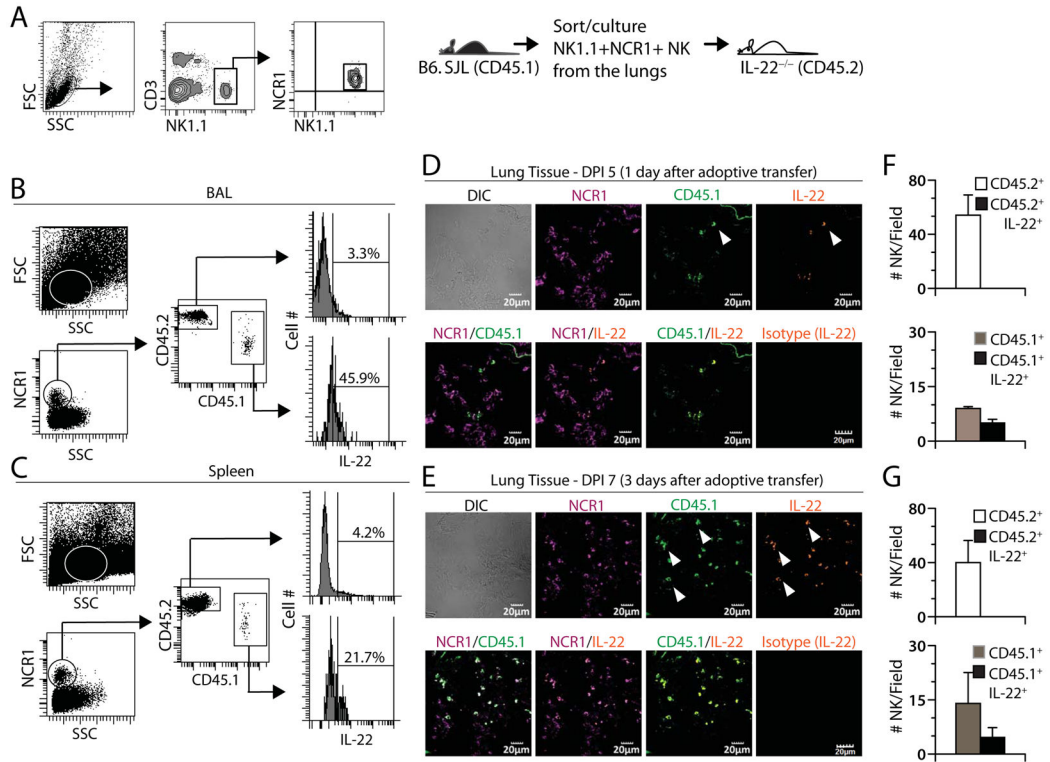 A
FSC
SSC
CD3
NK1.1
NCR1
NK1.1
B6.SJL (CD45.1)
Sort/culture
NK1.1+NCR1+ NK
from the lungs
IL-22⁻/⁻ (CD45.2)
B
BAL
FSC
SSC
NCR1
SSC
CD45.2
CD45.1
Cell #
3.3%
45.9%
IL-22
C
Spleen
FSC
SSC
NCR1
SSC
CD45.2
CD45.1
Cell #
4.2%
21.7%
IL-22
D
Lung Tissue - DPI 5 (1 day after adoptive transfer)
DIC
NCR1
CD45.1
IL-22
20µm
20µm
20µm
20µm
NCR1/CD45.1
NCR1/IL-22
CD45.1/IL-22
Isotype (IL-22)
20µm
20µm
20µm
20µm
E
Lung Tissue - DPI 7 (3 days after adoptive transfer)
DIC
NCR1
CD45.1
IL-22
20µm
20µm
20µm
20µm
NCR1/CD45.1
NCR1/IL-22
CD45.1/IL-22
Isotype (IL-22)
20µm
20µm
20µm
20µm
F
# NK/Field
80
40
0
CD45.2⁺
CD45.2⁺
IL-22⁺
# NK/Field
30
15
0
CD45.1⁺
CD45.1⁺
IL-22⁺
G
# NK/Field
80
40
0
CD45.2⁺
CD45.2⁺
IL-22⁺
# NK/Field
30
15
0
CD45.1⁺
CD45.1⁺
IL-22⁺